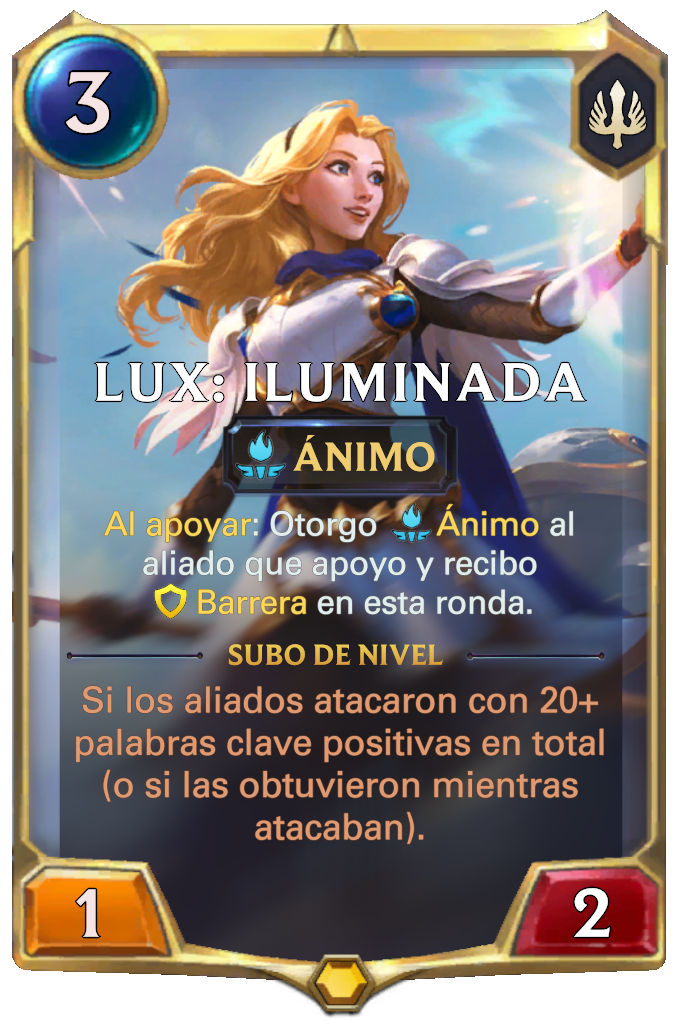 3
LUX: ILUMINADA
ÁNIMO
Al apoyar: Otorgo Ánimo al
aliado que apoyo y recibo
Barrera en esta ronda.
SUBO DE NIVEL
Si los aliados atacaron con 20+
palabras clave positivas en total
(o si las obtuvieron mientras
atacaban).
1
2